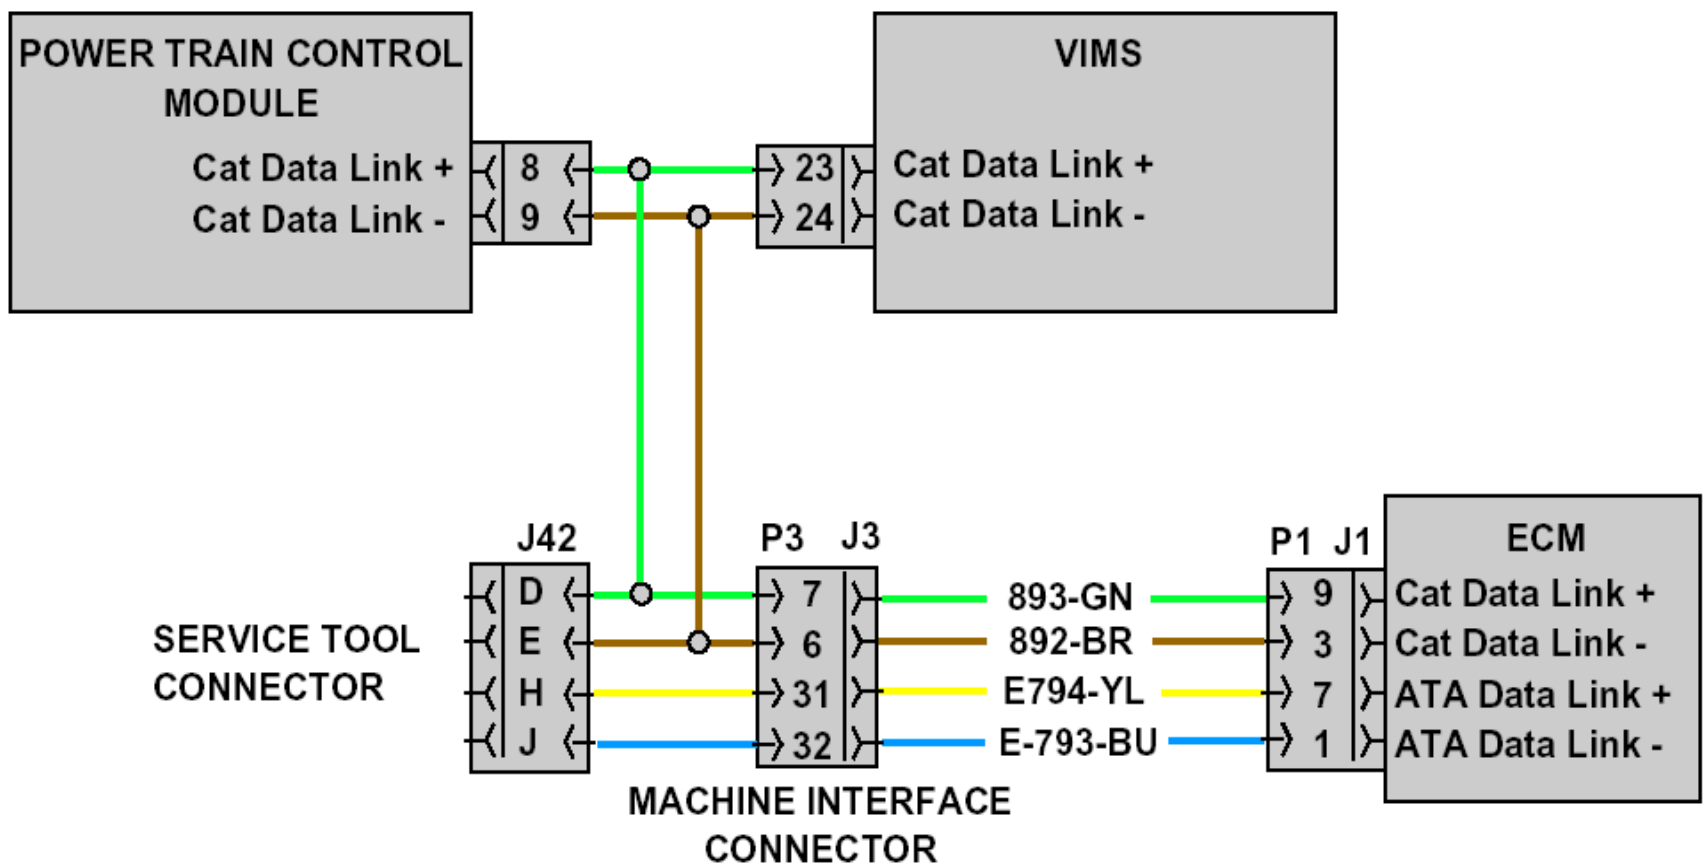 POWER TRAIN CONTROL
MODULE
Cat Data Link +
Cat Data Link -
8
9
23
24
VIMS
Cat Data Link +
Cat Data Link -
J42
D
E
H
J
SERVICE TOOL
CONNECTOR
P3 J3
7
6
31
32
MACHINE INTERFACE
CONNECTOR
893-GN
892-BR
E794-YL
E-793-BU
P1 J1
9
3
7
1
ECM
Cat Data Link +
Cat Data Link -
ATA Data Link +
ATA Data Link -